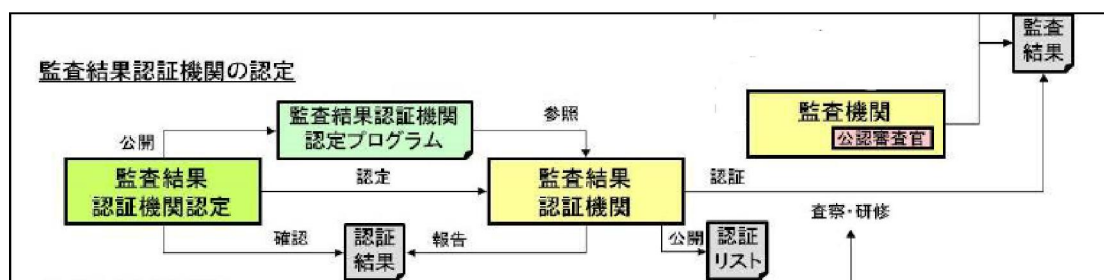 監査
結果
監査結果認証機関の認定
監査結果認証機関
認定プログラム
参照
監査機関
公認審査官
公開
監査結果
認証機関認定
認定
監査結果
認証機関
認証
査察・研修
確認
認証
結果
報告
公開
認証
リスト